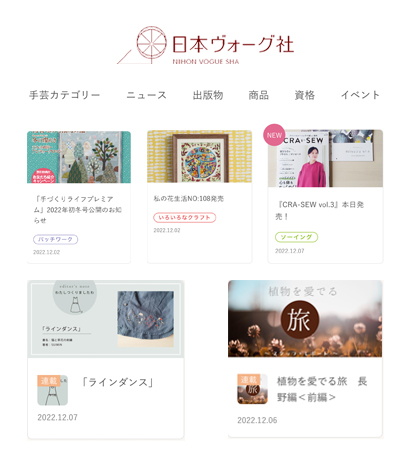 日本ヴォーグ社
NIHON VOGUE SHA
手芸カテゴリー ニュース 出版物 商品 資格 イベント
NEW
CRA-SEW
『手づくりライフプレミア
ム』2022年初冬号公開のお知
らせ
パッチワーク
2022.12.02
私の花生活NO:108発売
いろいろなクラフト
2022.12.02
『CRA-SEW vol.3』本日発
売！
ソーイング
2022.12.07
「ラインダンス」
植物を愛でる
旅
連載
「ラインダンス」
2022.12.07
連載
植物を愛でる旅 長
野編＜前編＞
2022.12.06